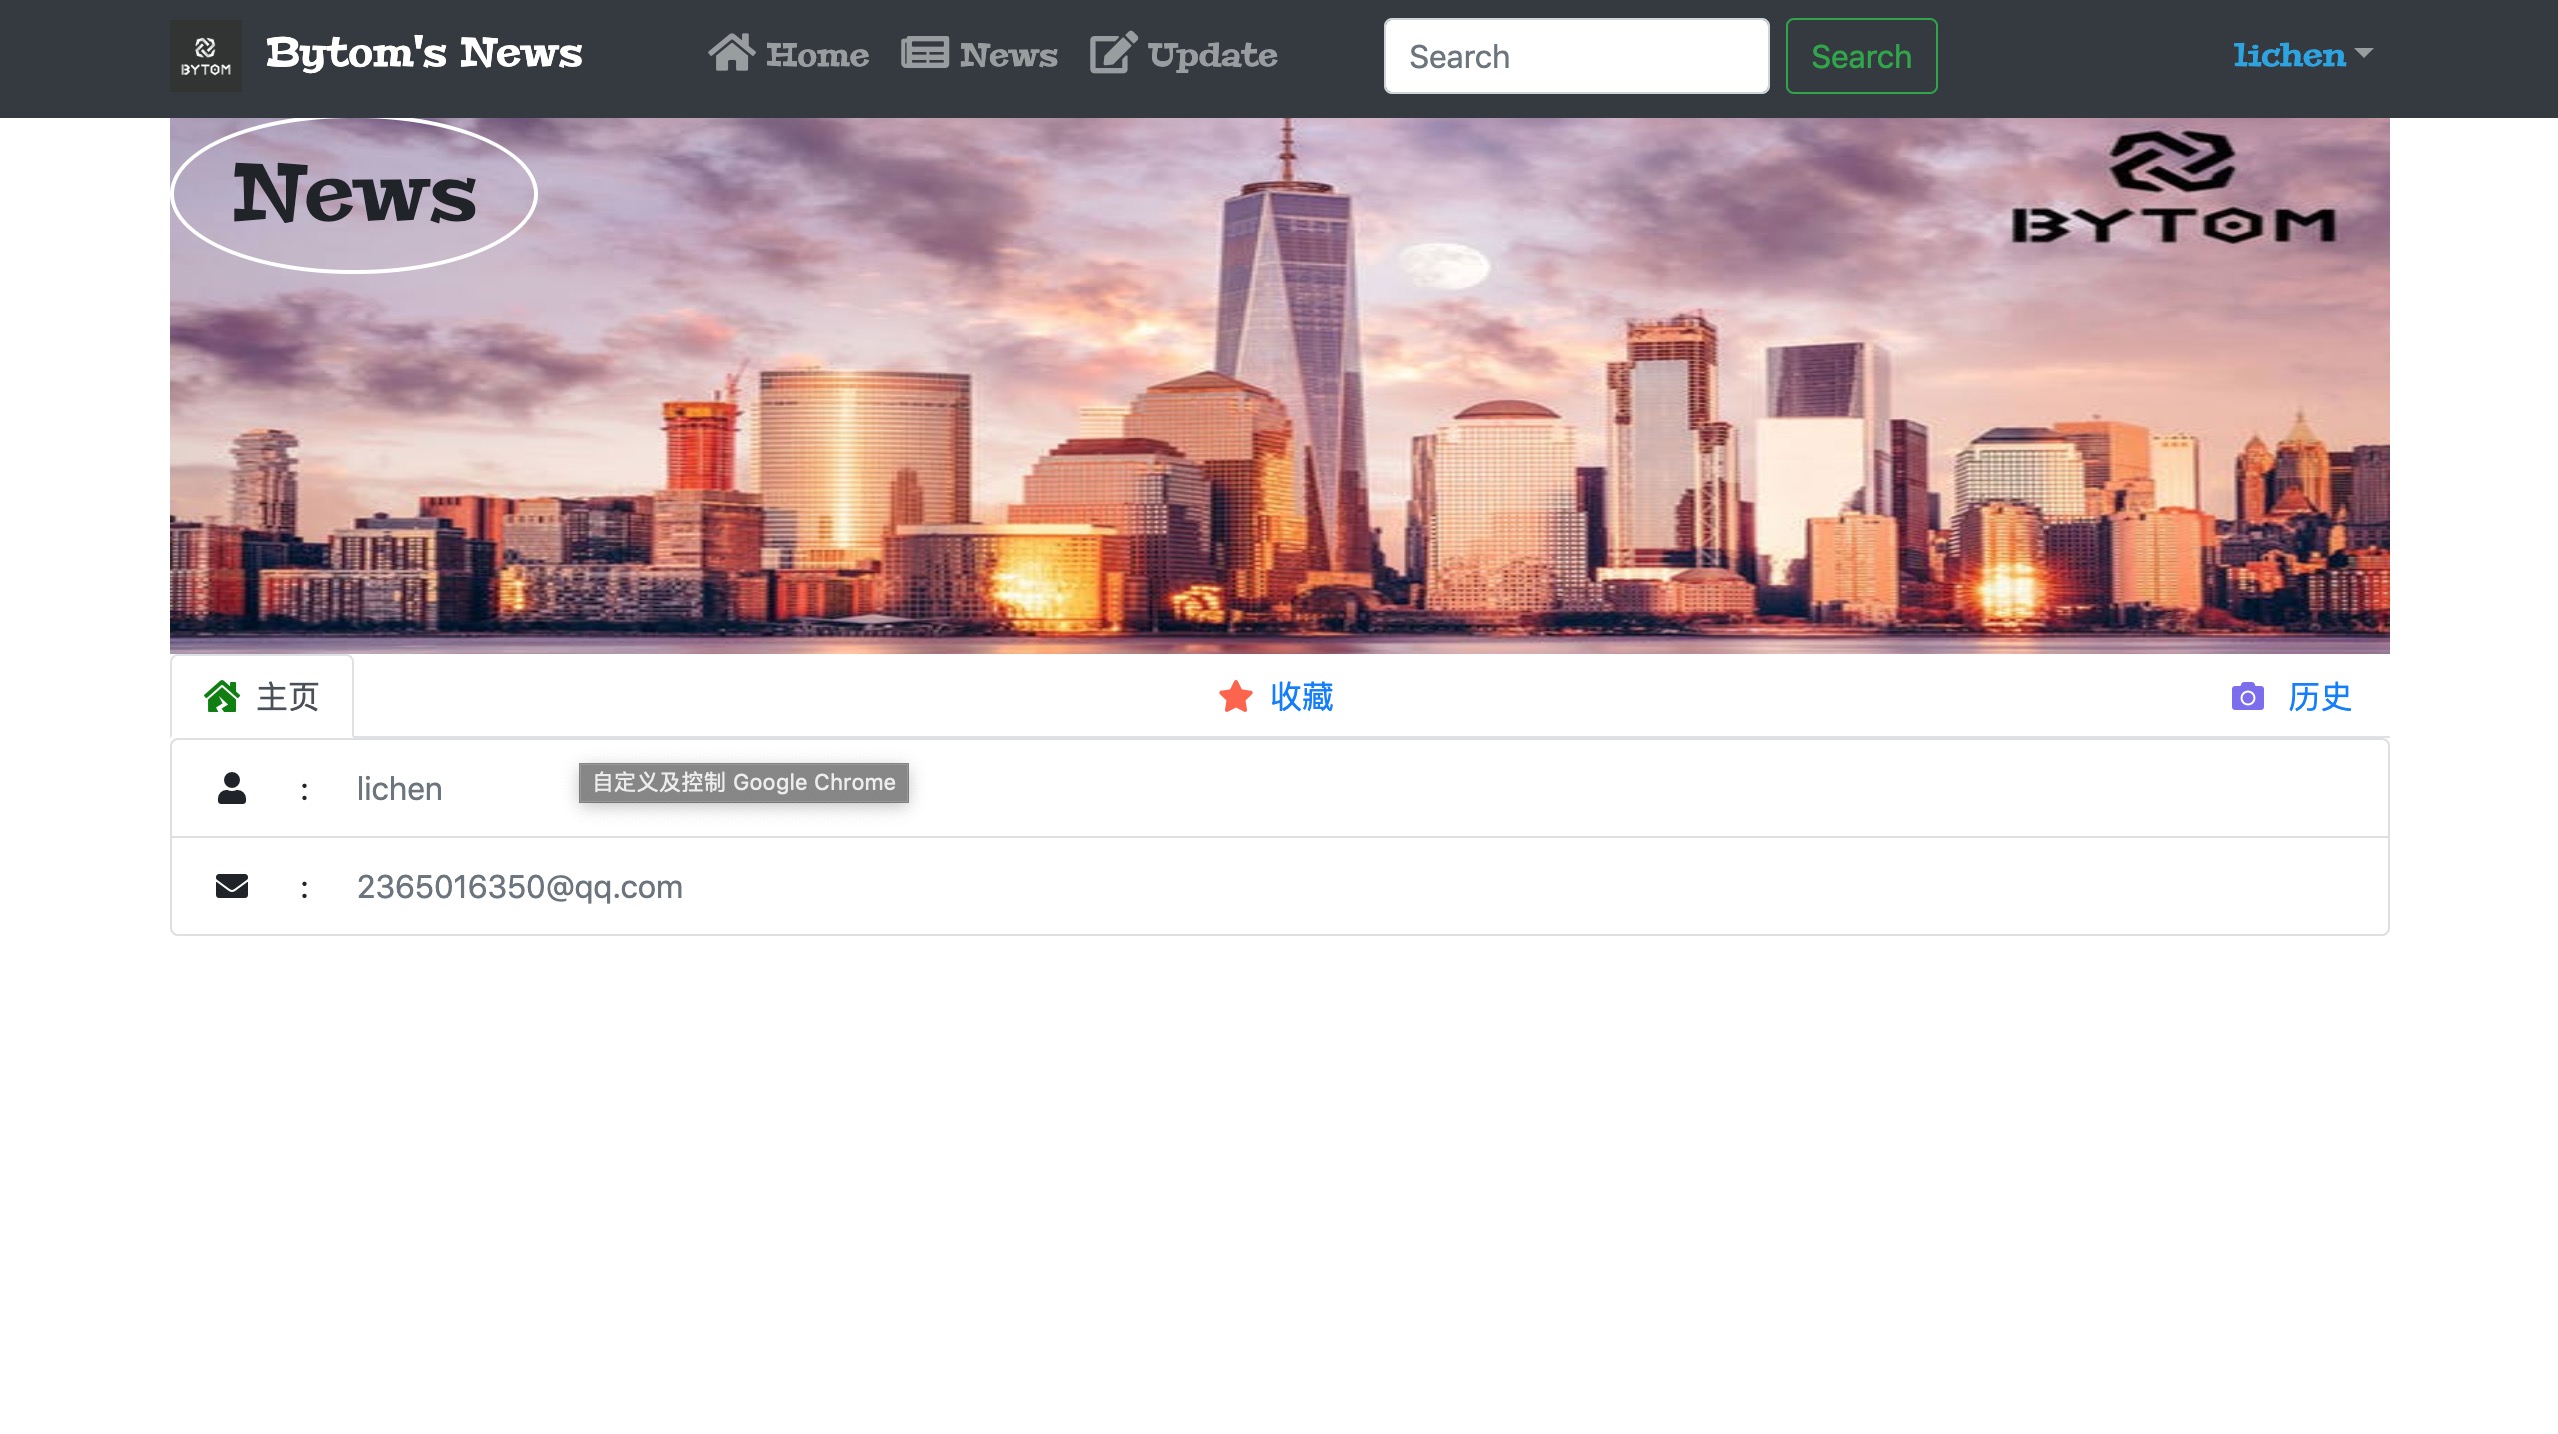 BYTOM Bytom's News Home News Update Search Search lichen
News
BYTOM
主页 收藏 历史
: lichen
自定义及控制 Google Chrome
: 2365016350@qq.com